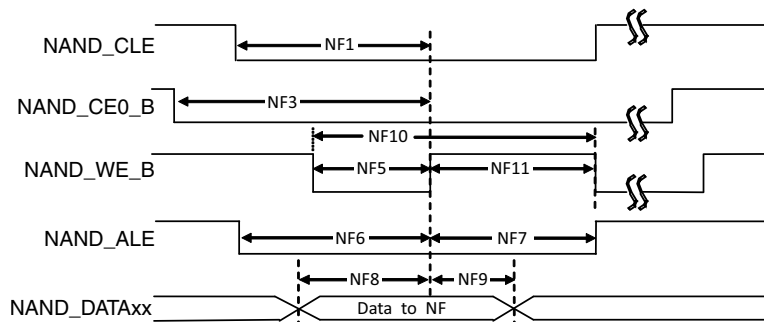 NAND_CLE
NF1
NAND_CE0_B
NF3
NF10
NAND_WE_B
NF5
NF11
NAND_ALE
NF6
NF7
NF8
NF9
NAND_DATAxx
Data to NF